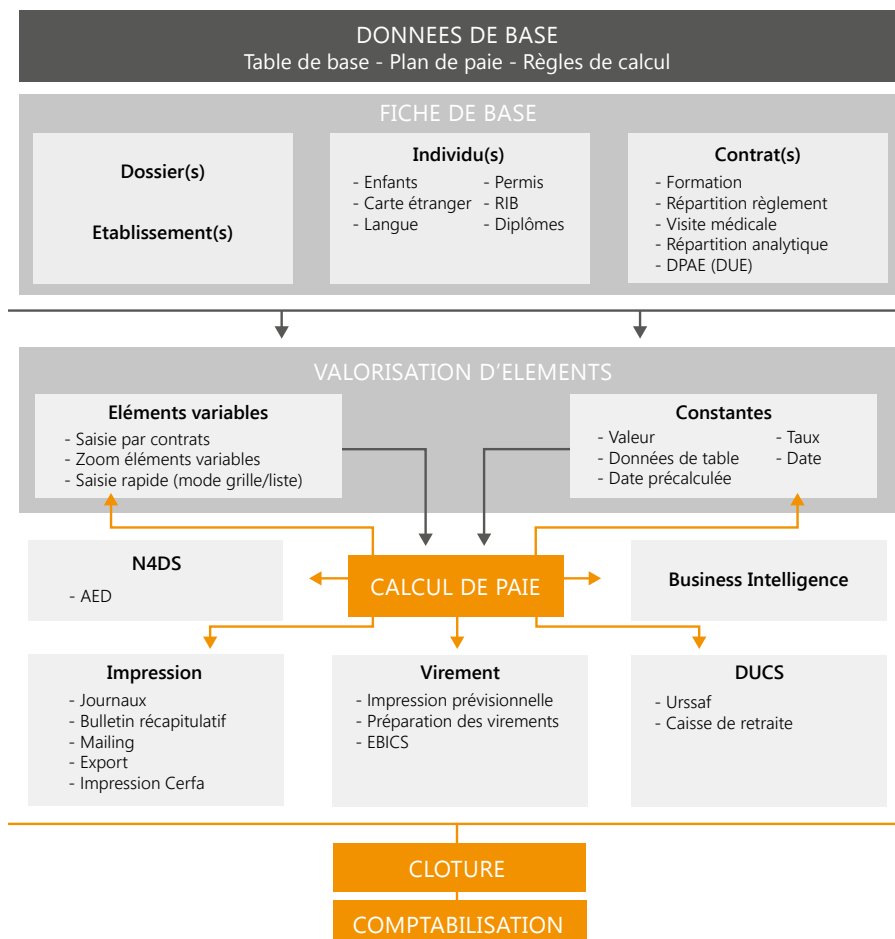 DONNEES DE BASE
Table de base - Plan de paie - Règles de calcul
FICHE DE BASE
Dossier(s)
Etablissement(s)
Individu(s)
- Enfants
- Carte étranger
- Langue
- Permis
- RIB
- Diplômes
Contrat(s)
- Formation
- Répartition règlement
- Visite médicale
- Répartition analytique
- DPAE (DUE)
VALORISATION D'ELEMENTS
Eléments variables
- Saisie par contrats
- Zoom éléments variables
- Saisie rapide (mode grille/liste)
Constantes
- Valeur
- Données de table
- Date précalculée
- Taux
- Date
N4DS
- AED
CALCUL DE PAIE
Business Intelligence
Impression
- Journaux
- Bulletin récapitulatif
- Mailing
- Export
- Impression Cerfa
Virement
- Impression prévisionnelle
- Préparation des virements
- EBICS
DUCS
- Urssaf
- Caisse de retraite
CLOTURE
COMPTABILISATION